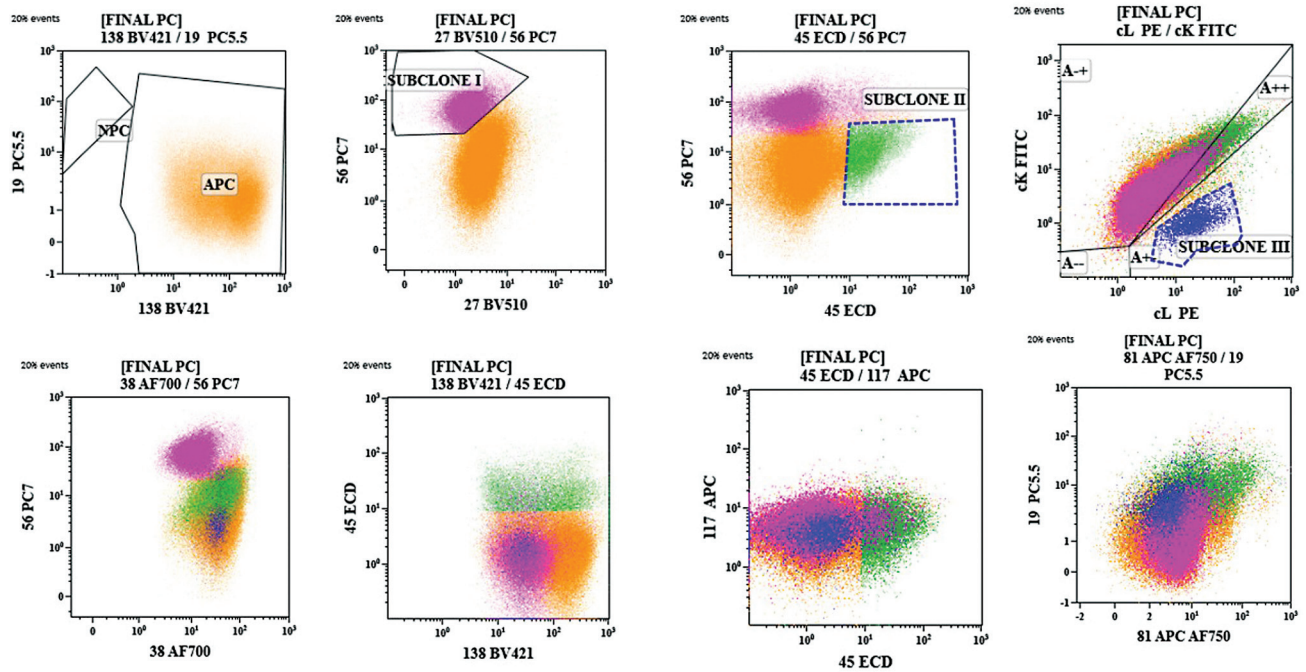 20% events
[FINAL PC]
138 BV421 / 19 PC5.5
19 PC5.5
10³
10²
10¹
1
0
-1
NPC
APC
10⁰
10¹
10²
10³
138 BV421
20% events
[FINAL PC]
27 BV510 / 56 PC7
56 PC7
10³
10²
10¹
10⁰
0
SUBCLONE I
0
10⁰
10¹
10²
10³
27 BV510
20% events
[FINAL PC]
45 ECD / 56 PC7
56 PC7
10³
10²
10¹
10⁰
0
SUBCLONE II
10⁰
10¹
10²
10³
45 ECD
20% events
[FINAL PC]
cL PE / cK FITC
cK FITC
10³
10²
10¹
10⁰
A-+
A++
A--
A+
SUBCLONE III
10⁰
10¹
10²
10³
cL PE
20% events
[FINAL PC]
38 AF700 / 56 PC7
56 PC7
10³
10²
10¹
10⁰
0
0
10⁰
10¹
10²
10³
38 AF700
20% events
[FINAL PC]
138 BV421 / 45 ECD
45 ECD
10³
10²
10¹
10⁰
10⁰
10¹
10²
10³
138 BV421
20% events
[FINAL PC]
45 ECD / 117 APC
117 APC
10³
10²
10¹
10⁰
0
10⁰
10¹
10²
10³
45 ECD
20% events
[FINAL PC]
81 APC AF750 / 19
PC5.5
19 PC5.5
10³
10²
10¹
1
0
-1
-2
0
2
10¹
10²
10³
81 APC AF750